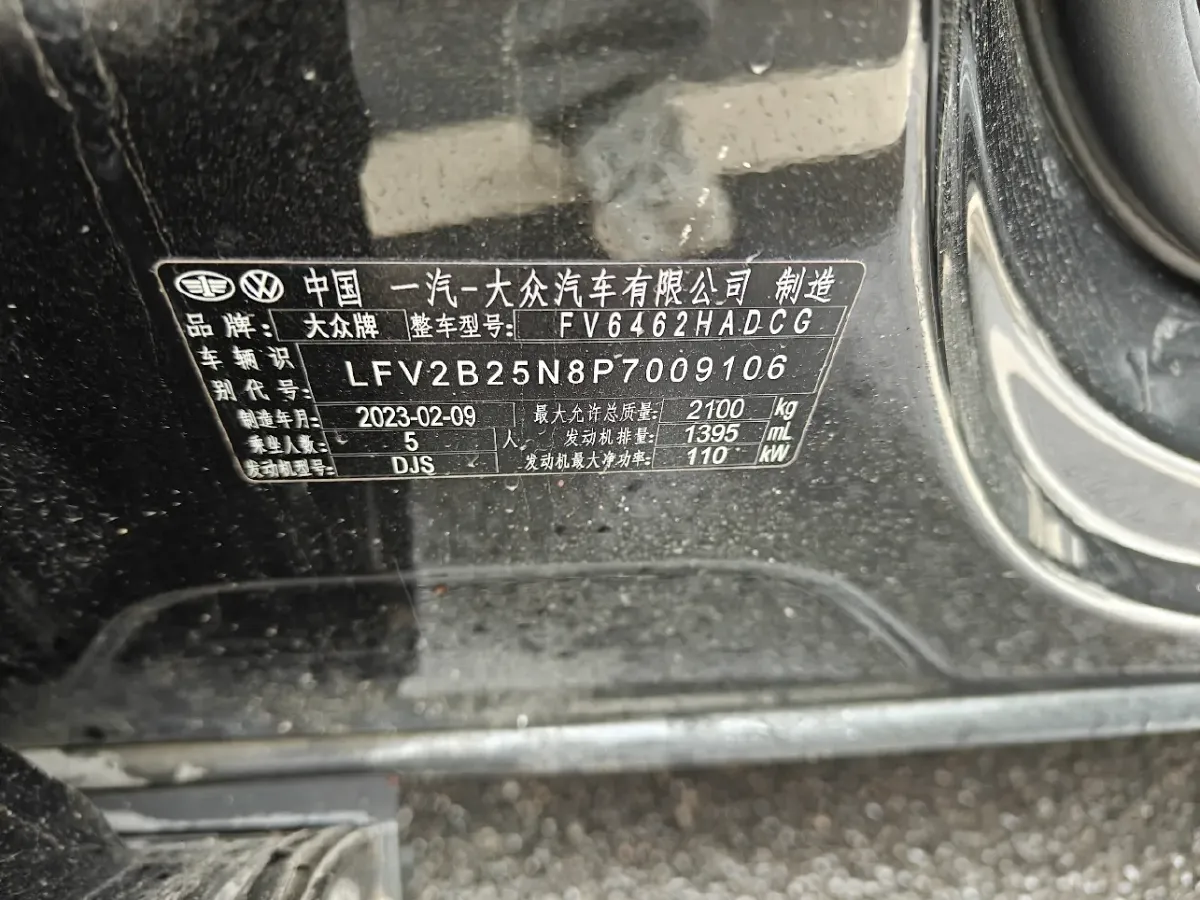 中国 一汽-大众汽车有限公司 制造
品牌: 大众牌 整车型号: FV6462HADCG
车辆识别代号: LFV2B25N8P7009106
制造年月: 2023-02-09 最大允许总质量: 2100 kg
乘坐人数: 5 人 发动机排量: 1395 mL
发动机型号: DJS 发动机最大净功率: 110 kW